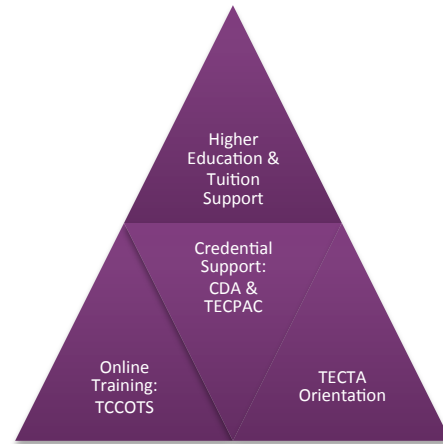 Higher
Education &
Tuition
Support
Credential
Support:
CDA &
TECPAC
Online
Training:
TCCOTS
TECTA
Orientation